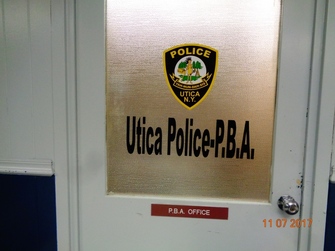 POLICE
UTICA
N.Y.
Utica Police-P.B.A.
P.B.A. OFFICE
11 07 2017